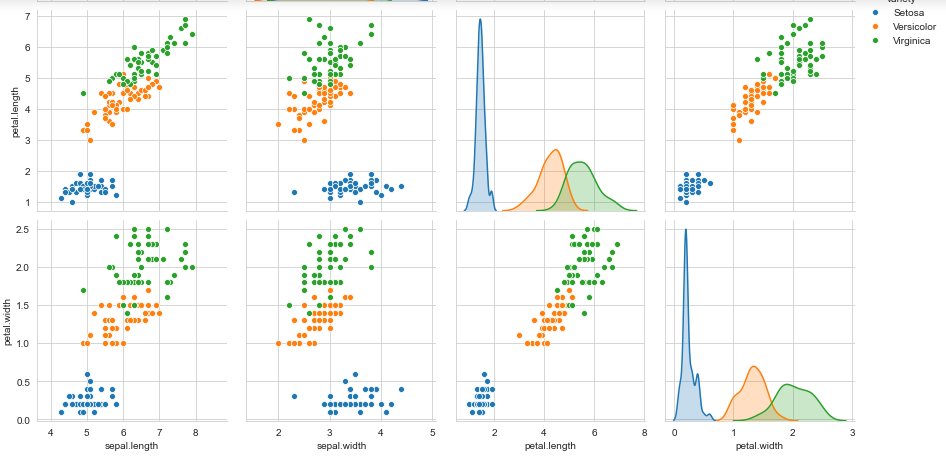 variety
Setosa
Versicolor
Virginica
petal.length
7
6
5
4
3
2
1
petal.width
2.5
2.0
1.5
1.0
0.5
0.0
4 5 6 7 8
2 3 4 5
2 4 6 8
0 1 2 3
sepal.length
sepal.width
petal.length
petal.width